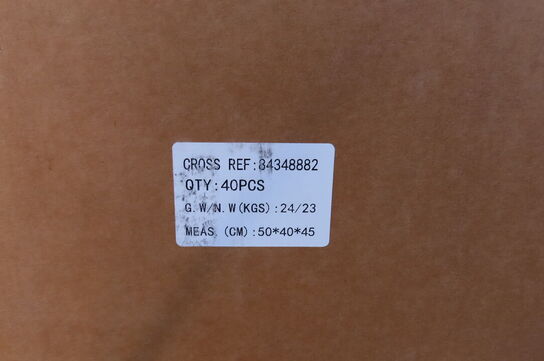 CROSS REF:84348882
QTY:40PCS
G.W/N.W(KGS):24/23
MEAS.(CM):50*40*45